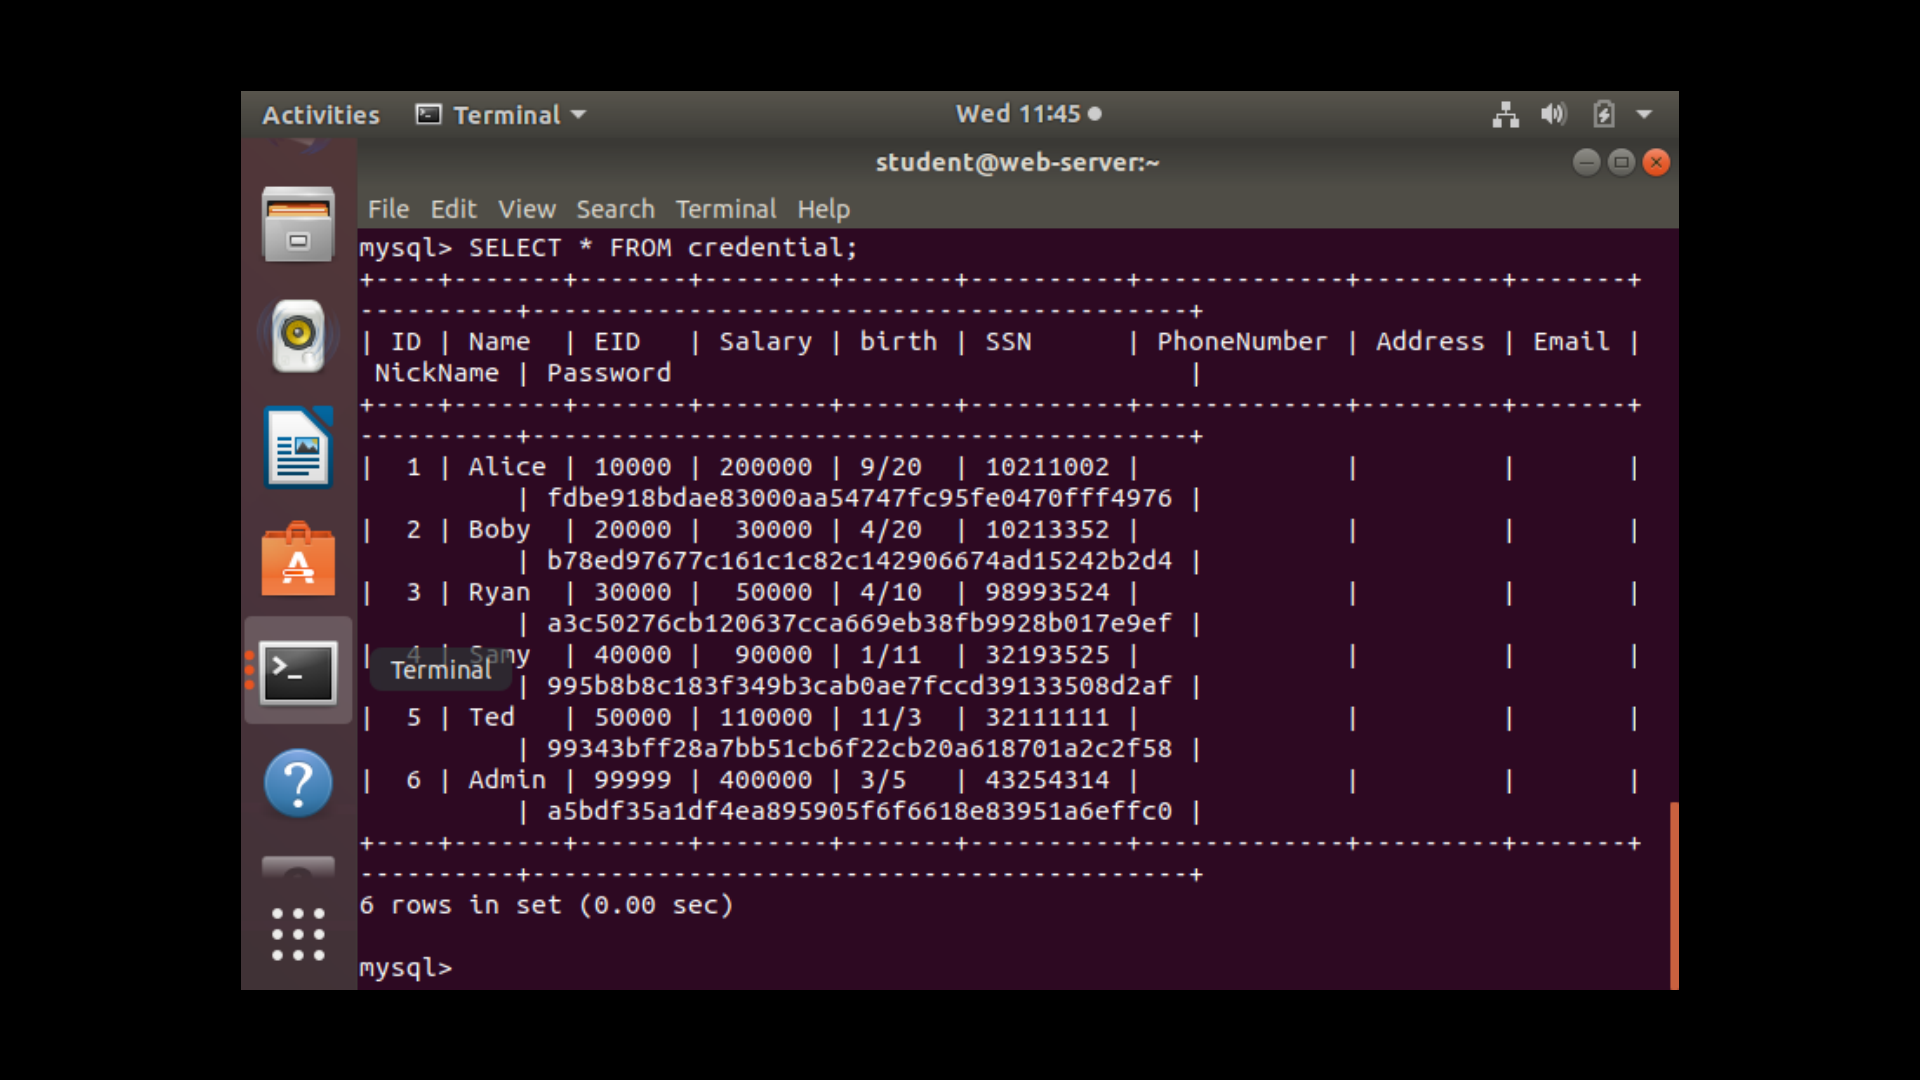 Activities Terminal Wed 11:45
student@web-server:~
File Edit View Search Terminal Help
mysql> SELECT * FROM credential;
+----+-------+-------+--------+-------+----------+-------------+---------+-------+
----------+------------------------------------------+
| ID | Name  | EID   | Salary | birth | SSN      | PhoneNumber | Address | Email |
 NickName | Password                                 |
+----+-------+-------+--------+-------+----------+-------------+---------+-------+
----------+------------------------------------------+
|  1 | Alice | 10000 | 200000 | 9/20  | 10211002 |             |         |       |
          | fdbe918bdae83000aa54747fc95fe0470fff4976 |
|  2 | Boby  | 20000 |  30000 | 4/20  | 10213352 |             |         |       |
          | b78ed97677c161c1c82c142906674ad15242b2d4 |
|  3 | Ryan  | 30000 |  50000 | 4/10  | 98993524 |             |         |       |
          | a3c50276cb120637cca669eb38fb9928b017e9ef |
|  4 | Samy  | 40000 |  90000 | 1/11  | 32193525 |             |         |       |
Terminal
          | 995b8b8c183f349b3cab0ae7fccd39133508d2af |
|  5 | Ted   | 50000 | 110000 | 11/3  | 32111111 |             |         |       |
          | 99343bff28a7bb51cb6f22cb20a618701a2c2f58 |
|  6 | Admin | 99999 | 400000 | 3/5   | 43254314 |             |         |       |
          | a5bdf35a1df4ea895905f6f6618e83951a6effc0 |
+----+-------+-------+--------+-------+----------+-------------+---------+-------+
----------+------------------------------------------+
6 rows in set (0.00 sec)
mysql>